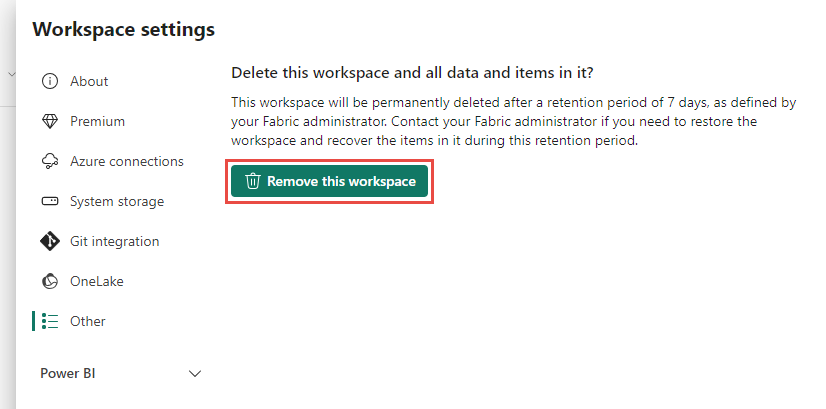 Workspace settings
About
Premium
Azure connections
System storage
Git integration
OneLake
Other
Power BI
Delete this workspace and all data and items in it?
This workspace will be permanently deleted after a retention period of 7 days, as defined by
your Fabric administrator. Contact your Fabric administrator if you need to restore the
workspace and recover the items in it during this retention period.
Remove this workspace